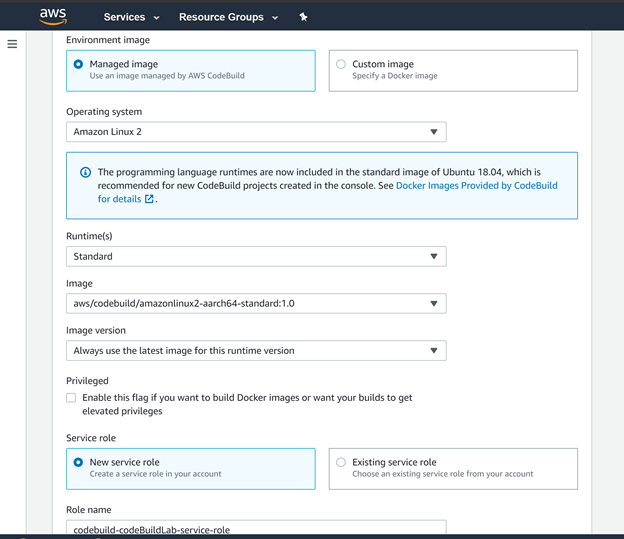 aws
Services
Resource Groups
Environment image
Managed image
Use an image managed by AWS CodeBuild
Custom image
Specify a Docker image
Operating system
Amazon Linux 2
The programming language runtimes are now included in the standard image of Ubuntu 18.04, which is
recommended for new CodeBuild projects created in the console. See Docker Images Provided by CodeBuild
for details .
Runtime(s)
Standard
Image
aws/codebuild/amazonlinux2-aarch64-standard:1.0
Image version
Always use the latest image for this runtime version
Privileged
Enable this flag if you want to build Docker images or want your builds to get
elevated privileges
Service role
New service role
Create a service role in your account
Existing service role
Choose an existing service role from your account
Role name
codebuild-codeBuildLab-service-role